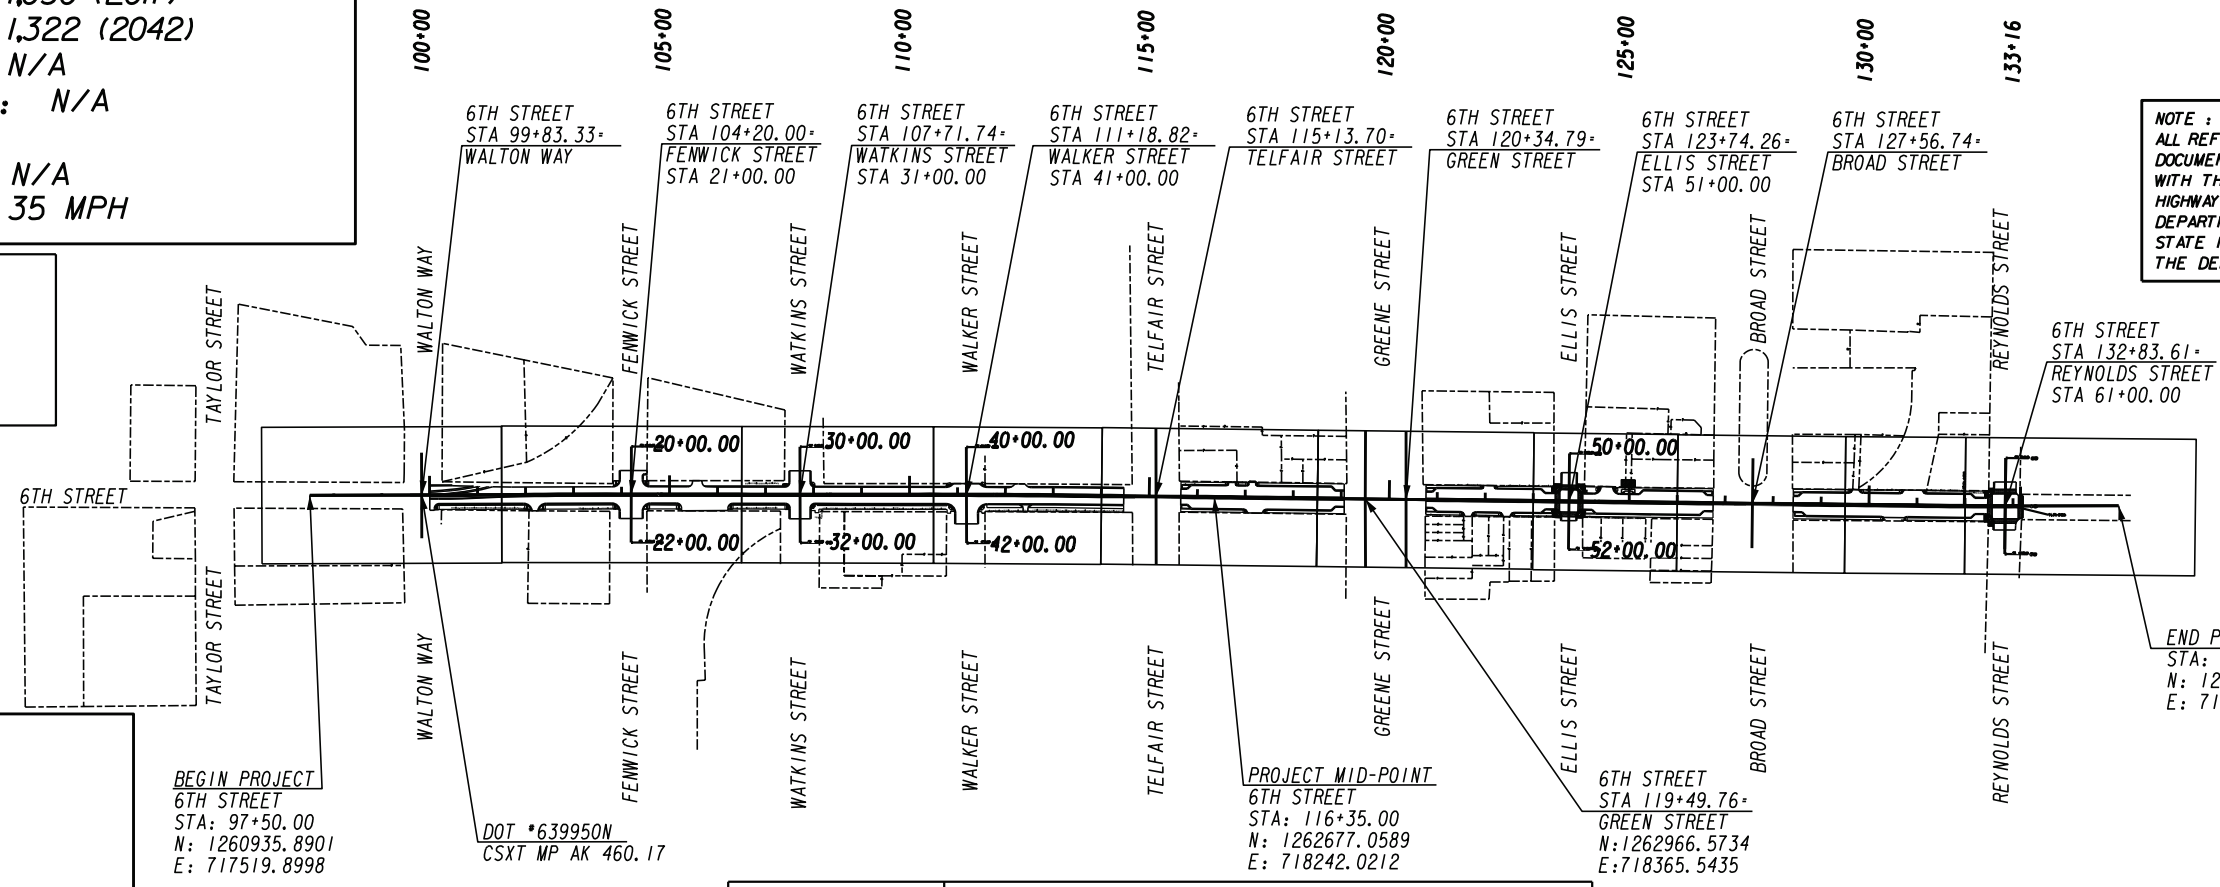 1,322 (2042)
N/A
: N/A
N/A
35 MPH
100+00
105+00
110+00
115+00
120+00
125+00
130+00
133+16
6TH STREET
STA 99+83.33=
WALTON WAY
6TH STREET
STA 104+20.00=
FENWICK STREET
STA 21+00.00
6TH STREET
STA 107+71.74=
WATKINS STREET
STA 31+00.00
6TH STREET
STA 111+18.82=
WALKER STREET
STA 41+00.00
6TH STREET
STA 115+13.70=
TELFAIR STREET
6TH STREET
STA 120+34.79=
GREEN STREET
6TH STREET
STA 123+74.26=
ELLIS STREET
STA 51+00.00
6TH STREET
STA 127+56.74=
BROAD STREET
NOTE :
ALL REF
DOCUME
WITH TH
HIGHWAY
DEPART
STATE
THE DE
TAYLOR STREET
WALTON WAY
FENWICK STREET
WATKINS STREET
WALKER STREET
TELFAIR STREET
GREENE STREET
ELLIS STREET
BROAD STREET
REYNOLDS STREET
6TH STREET
STA 132+83.61=
REYNOLDS STREET
STA 61+00.00
20+00.00
30+00.00
40+00.00
50+00.00
6TH STREET
22+00.00
32+00.00
42+00.00
52+00.00
TAYLOR STREET
WALTON WAY
FENWICK STREET
WATKINS STREET
WALKER STREET
TELFAIR STREET
GREENE STREET
ELLIS STREET
BROAD STREET
REYNOLDS STREET
END P
STA:
N: 12
E: 71
BEGIN PROJECT
6TH STREET
STA: 97+50.00
N: 1260935.8901
E: 717519.8998
DOT #639950N
CSXT MP AK 460.17
PROJECT MID-POINT
6TH STREET
STA: 116+35.00
N: 1262677.0589
E: 718242.0212
6TH STREET
STA 119+49.76=
GREEN STREET
N:1262966.5734
E:718365.5435